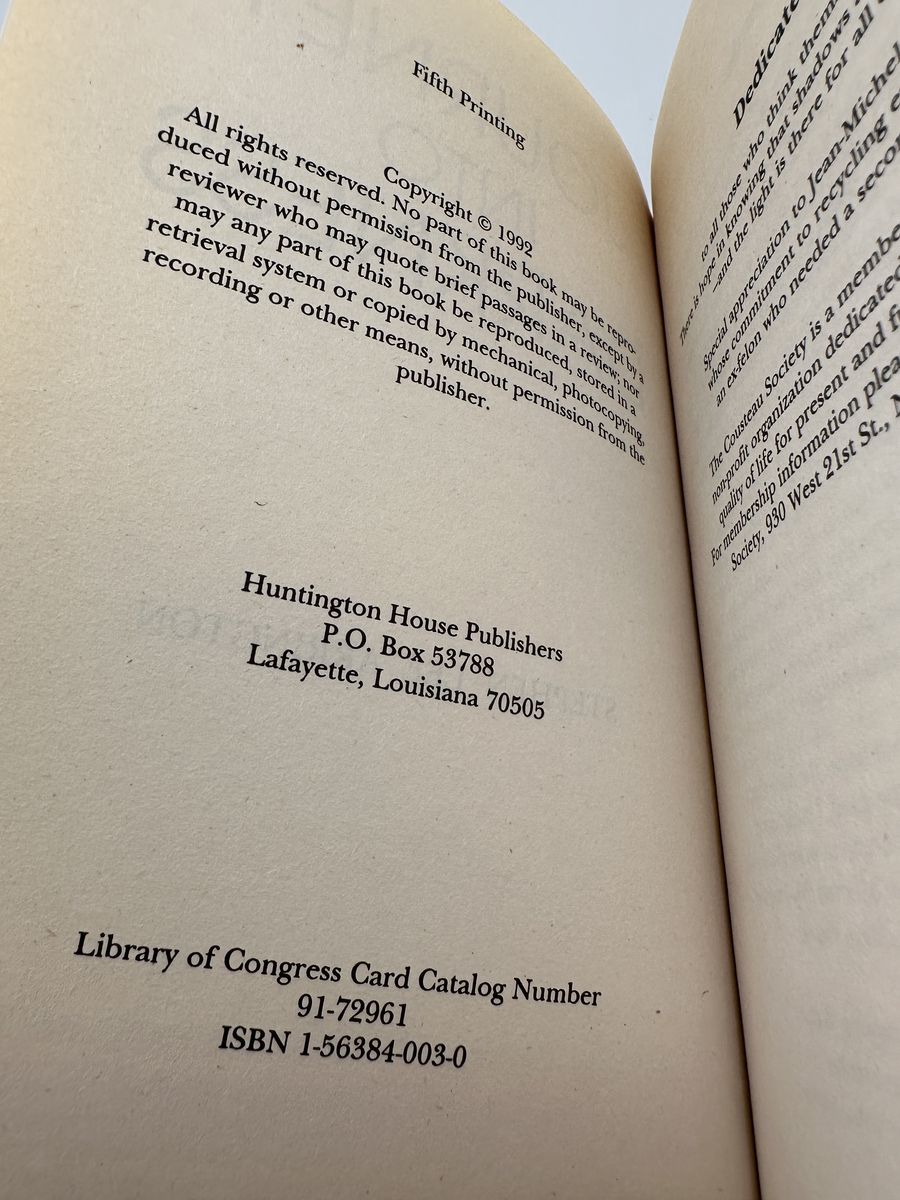 Fifth Printing
Copyright © 1992
All rights reserved. No part of this book may be repro-
duced without permission from the publisher, except by a
reviewer who may quote brief passages in a review; nor
may any part of this book be reproduced, stored in a
retrieval system or copied by mechanical, photocopying,
recording or other means, without permission from the
publisher.
Huntington House Publishers
P.O. Box 53788
Lafayette, Louisiana 70505
Library of Congress Card Catalog Number
91-72961
ISBN 1-56384-003-0
to all those who think
There is hope in knowing that shadows
—and the light is there for all
Special appreciation to Jean-Michel
whose commitment to recycling
an ex-felon who needed a
The Cousteau Society is a
non-profit organization dedicated
quality of life for present and
For membership information
Society, 930 West 21st St.,